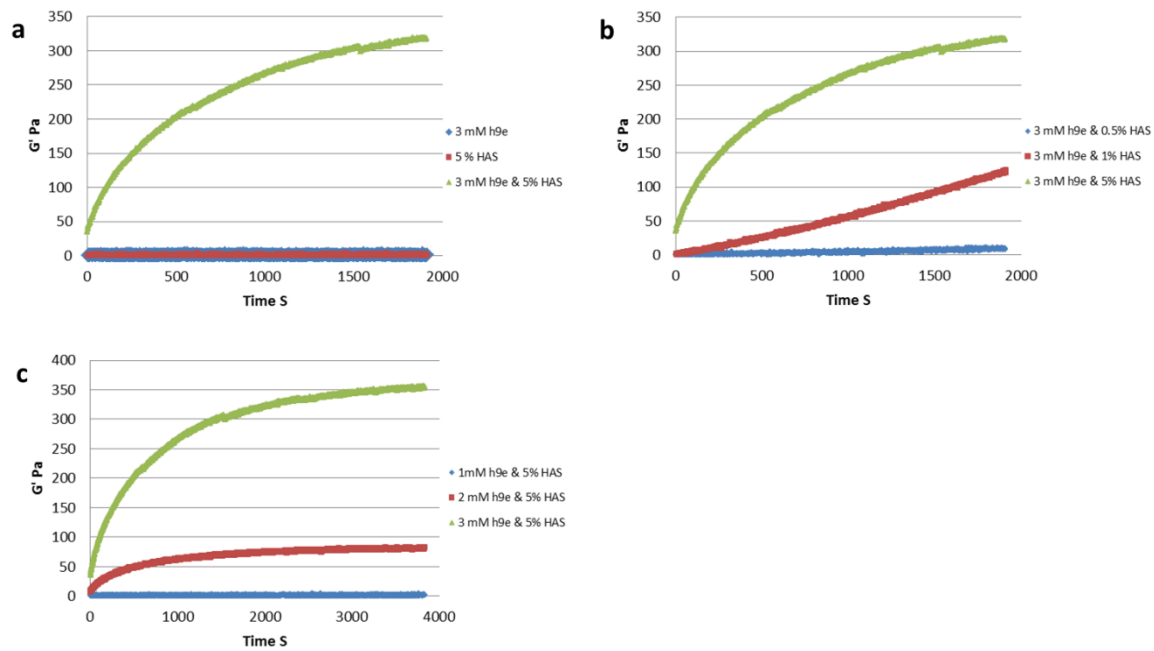 a
350
300
250
200
150
100
50
0
G' Pa
0 500 1000 1500 2000
Time S
3 mM h9e
5 % HAS
3 mM h9e & 5% HAS
b
350
300
250
200
150
100
50
0
G' Pa
0 500 1000 1500 2000
Time S
3 mM h9e & 0.5% HAS
3 mM h9e & 1% HAS
3 mM h9e & 5% HAS
c
400
350
300
250
200
150
100
50
0
G' Pa
0 1000 2000 3000 4000
Time S
1mM h9e & 5% HAS
2 mM h9e & 5% HAS
3 mM h9e & 5% HAS